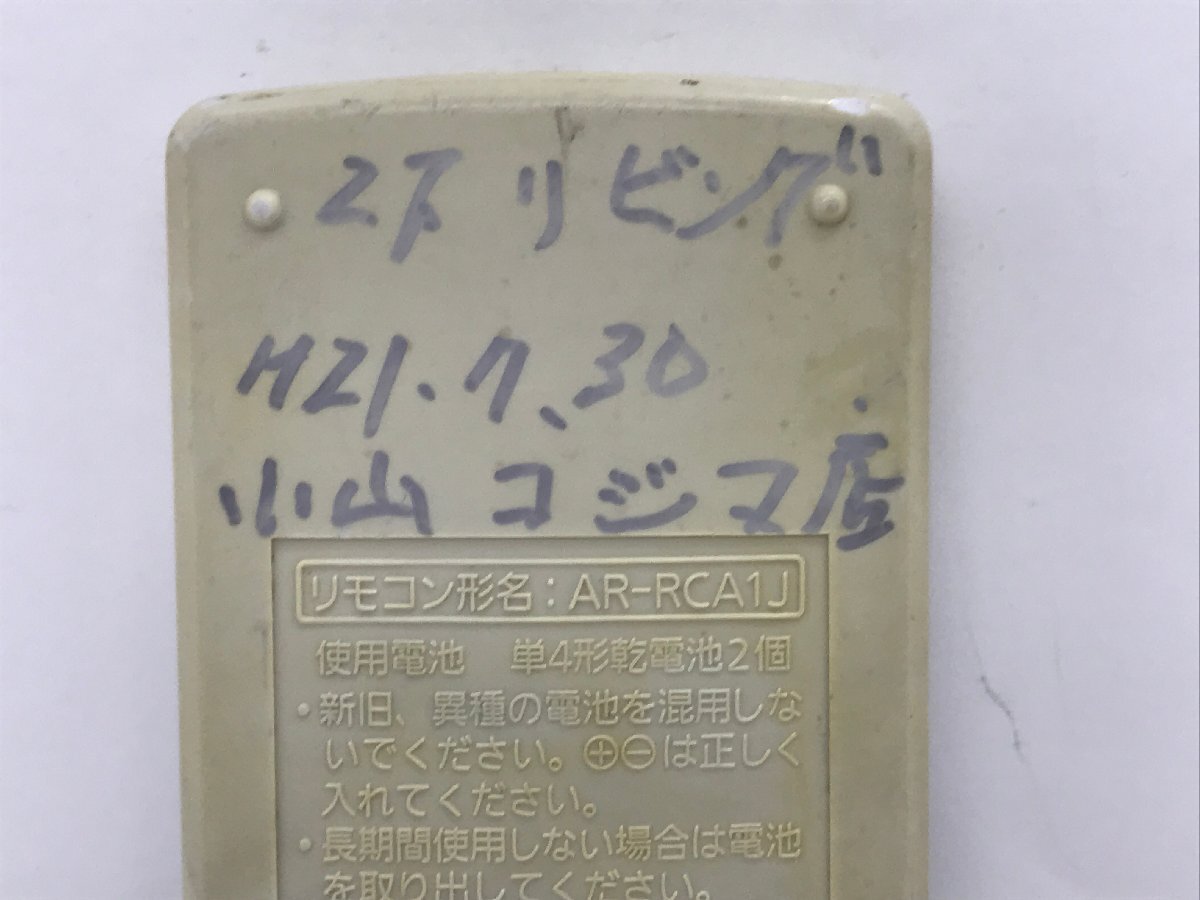 2F リビング
H21.7、30
小山コジマ店
リモコン形名：AR-RCA1J
使用電池　単4形乾電池2個
・新旧、異種の電池を混用しな
いでください。⊕⊖は正しく
入れてください。
・長期間使用しない場合は電池
を取り出してください。